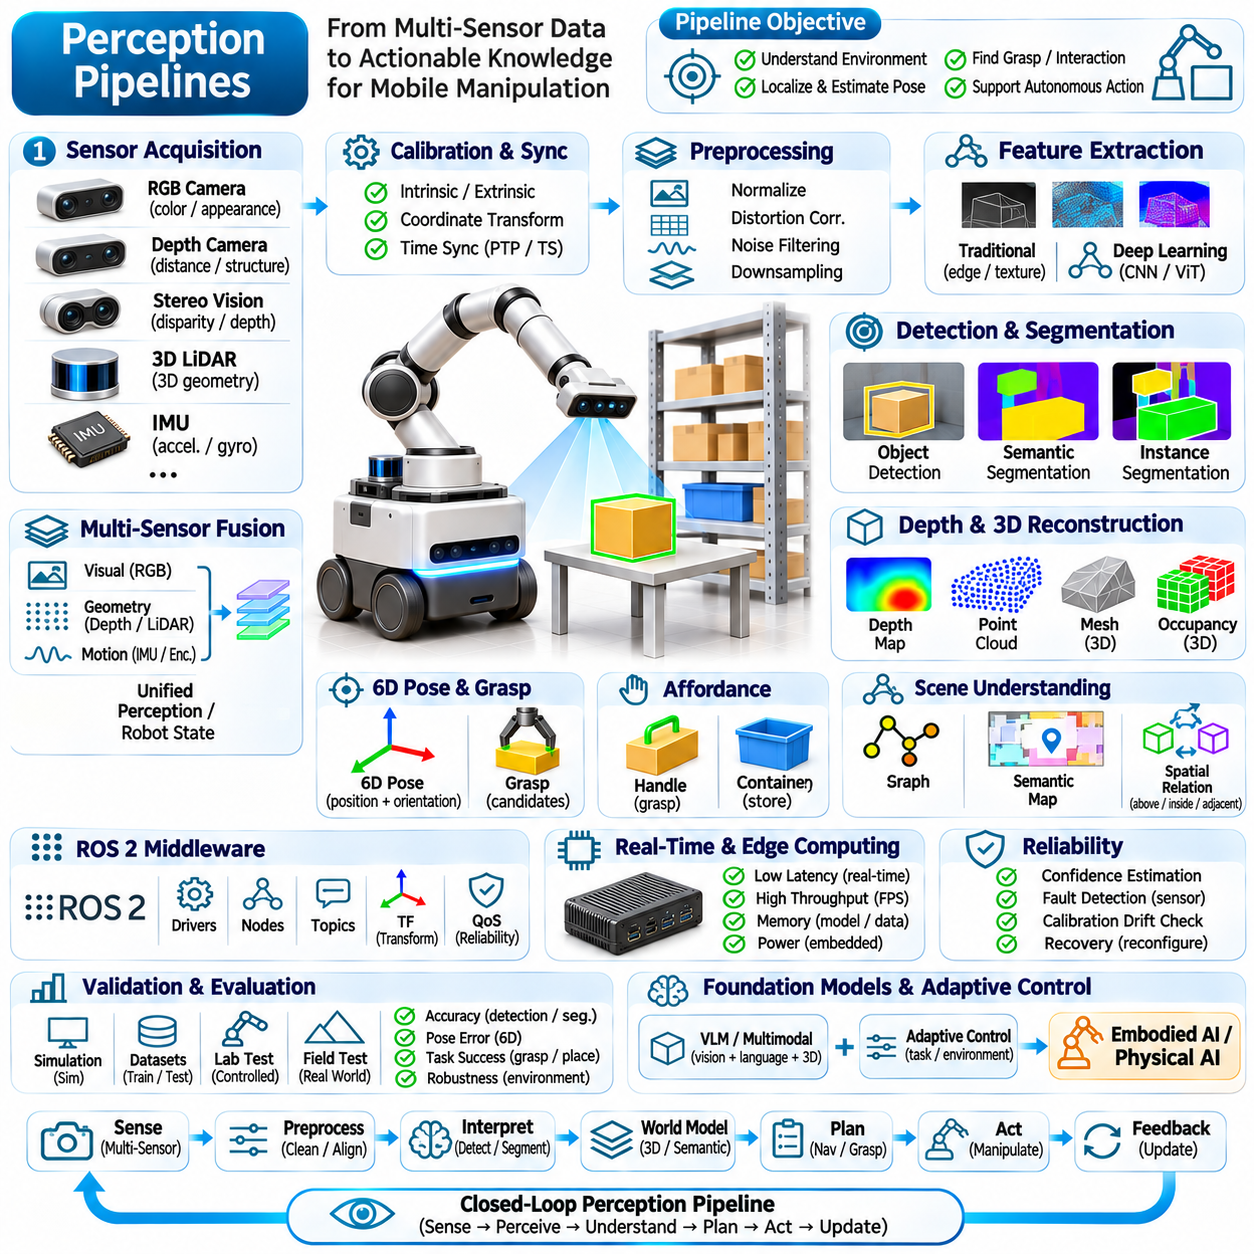 Perception
Pipelines
From Multi-Sensor Data
to Actionable Knowledge
for Mobile Manipulation
Pipeline Objective
Understand Environment
Localize & Estimate Pose
Find Grasp / Interaction
Support Autonomous Action
1 Sensor Acquisition
RGB Camera
(color / appearance)
Depth Camera
(distance / structure)
Stereo Vision
(disparity / depth)
3D LiDAR
(3D geometry)
IMU
IMU
(accel. / gyro)
...
Calibration & Sync
Intrinsic / Extrinsic
Coordinate Transform
Time Sync (PTP / TS)
Preprocessing
Normalize
Distortion Corr.
Noise Filtering
Downsampling
Feature Extraction
Traditional
(edge / texture)
Deep Learning
(CNN / ViT)
Detection & Segmentation
Object
Detection
Semantic
Segmentation
Instance
Segmentation
Multi-Sensor Fusion
Visual (RGB)
Geometry
(Depth / LiDAR)
Motion (IMU / Enc.)
Unified
Perception /
Robot State
Depth & 3D Reconstruction
Depth
Map
Point
Cloud
Mesh
(3D)
Occupancy
(3D)
6D Pose & Grasp
6D Pose
(position + orientation)
Grasp
(candidates)
Affordance
Handle
(grasp)
Container
(store)
Scene Understanding
Graph
Semantic
Map
Spatial
Relation
(above / inside / adjacent)
ROS 2 Middleware
ROS 2
Drivers
Nodes
Topics
TF
(Transform)
QoS
(Reliability)
Real-Time & Edge Computing
Low Latency (real-time)
High Throughput (FPS)
Memory (model / data)
Power (embedded)
Reliability
Confidence Estimation
Fault Detection (sensor)
Calibration Drift Check
Recovery (reconfigure)
Validation & Evaluation
Simulation
(Sim)
Datasets
(Train / Test)
Lab Test
(Controlled)
Field Test
(Real World)
Accuracy (detection / seg.)
Pose Error (6D)
Task Success (grasp / place)
Robustness (environment)
Foundation Models & Adaptive Control
VLM / Multimodal
(vision + language + 3D)
+
Adaptive Control
(task / environment)
Embodied AI /
Physical AI
Sense
(Multi-Sensor)
Preprocess
(Clean / Align)
Interpret
(Detect / Segment)
World Model
(3D / Semantic)
Plan
(Nav / Grasp)
Act
(Manipulate)
Feedback
(Update)
Closed-Loop Perception Pipeline
(Sense → Perceive → Understand → Plan → Act → Update)